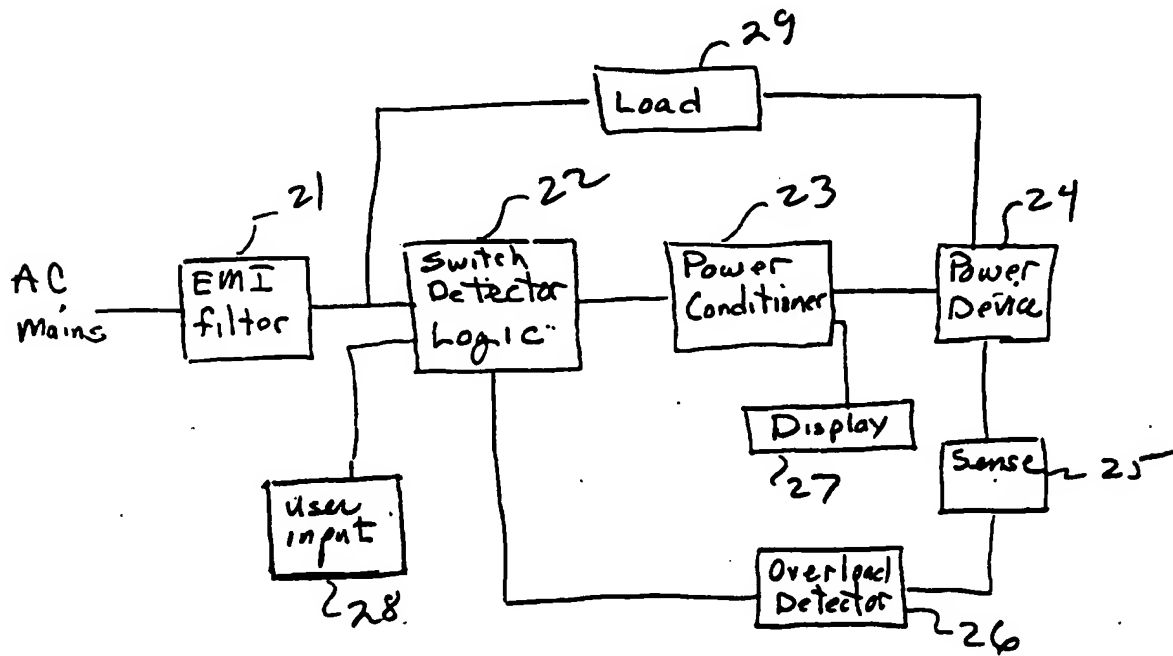 29
Load
21
22
23
24
AC
Mains
EMI
filtor
Switch
Detector
Logic
Power
Conditioner
Power
Device
Display
27
Sense
25
User
input
28
Overload
Detector
26